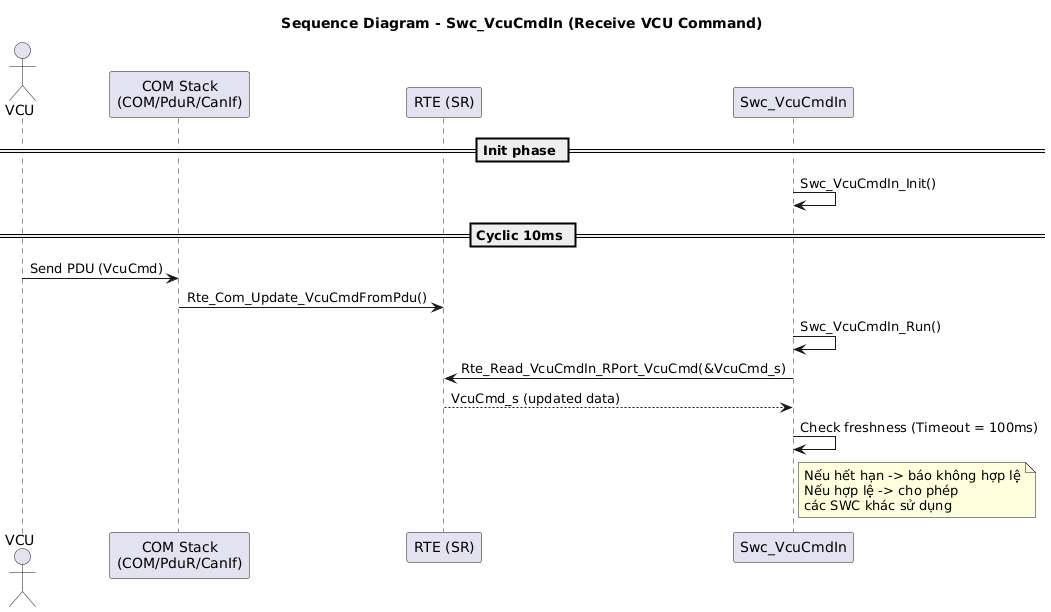 Sequence Diagram - Swc_VcuCmdIn (Receive VCU Command)
VCU
COM Stack
(COM/PduR/CanIf)
RTE (SR)
Swc_VcuCmdIn
Init phase
Swc_VcuCmdIn_Init()
Cyclic 10ms
Send PDU (VcuCmd)
Rte_Com_Update_VcuCmdFromPdu()
Swc_VcuCmdIn_Run()
Rte_Read_VcuCmdIn_RPort_VcuCmd(&VcuCmd_s)
VcuCmd_s (updated data)
Check freshness (Timeout = 100ms)
Nếu hết hạn -> báo không hợp lệ
Nếu hợp lệ -> cho phép
các SWC khác sử dụng
VCU
COM Stack
(COM/PduR/CanIf)
RTE (SR)
Swc_VcuCmdIn